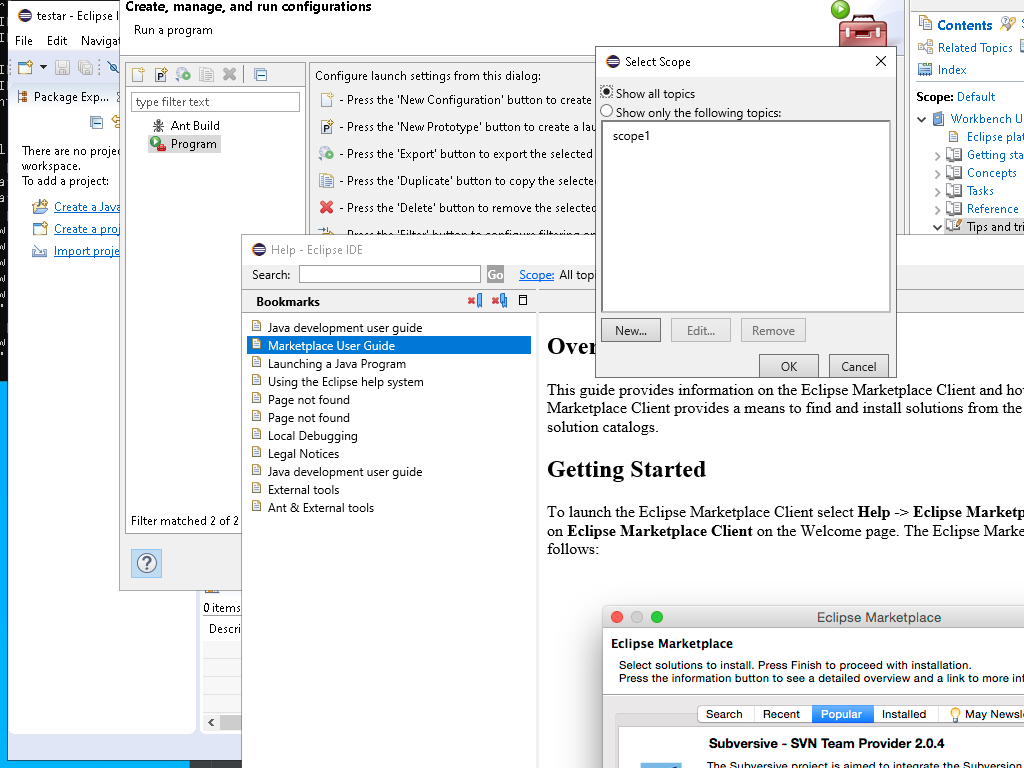 testar - Eclipse I
File Edit Naviga
Package Exp...
There are no projec
workspace.
To add a project:
Create a Java
Create a proj
Import proje
Create, manage, and run configurations
Run a program
type filter text
Ant Build
Program
Filter matched 2 of 2
Configure launch settings from this dialog:
- Press the 'New Configuration' button to create
- Press the 'New Prototype' button to create a lau
- Press the 'Export' button to export the selected
- Press the 'Duplicate' button to copy the selected
- Press the 'Delete' button to remove the selected
- Press the 'Filter' button to configure filtering op
0 items
Descri
Select Scope
Show all topics
Show only the following topics:
scope1
New... Edit... Remove
OK Cancel
Contents
Related Topics
Index
Scope: Default
Workbench U
Eclipse plat
Getting sta
Concepts
Tasks
Reference
Tips and tri
Help - Eclipse IDE
Search: Go Scope: All top
Bookmarks
Java development user guide
Marketplace User Guide
Launching a Java Program
Using the Eclipse help system
Page not found
Page not found
Local Debugging
Legal Notices
Java development user guide
External tools
Ant & External tools
Over
This guide provides information on the Eclipse Marketplace Client and how
Marketplace Client provides a means to find and install solutions from the
solution catalogs.
Getting Started
To launch the Eclipse Marketplace Client select Help -> Eclipse Marketp
on Eclipse Marketplace Client on the Welcome page. The Eclipse Marke
follows:
Eclipse Marketplace
Eclipse Marketplace
Select solutions to install. Press Finish to proceed with installation.
Press the information button to see a detailed overview and a link to more inf
Search Recent Popular Installed May Newsl
Subversive - SVN Team Provider 2.0.4
The Subversive project is aimed to integrate the Subversion